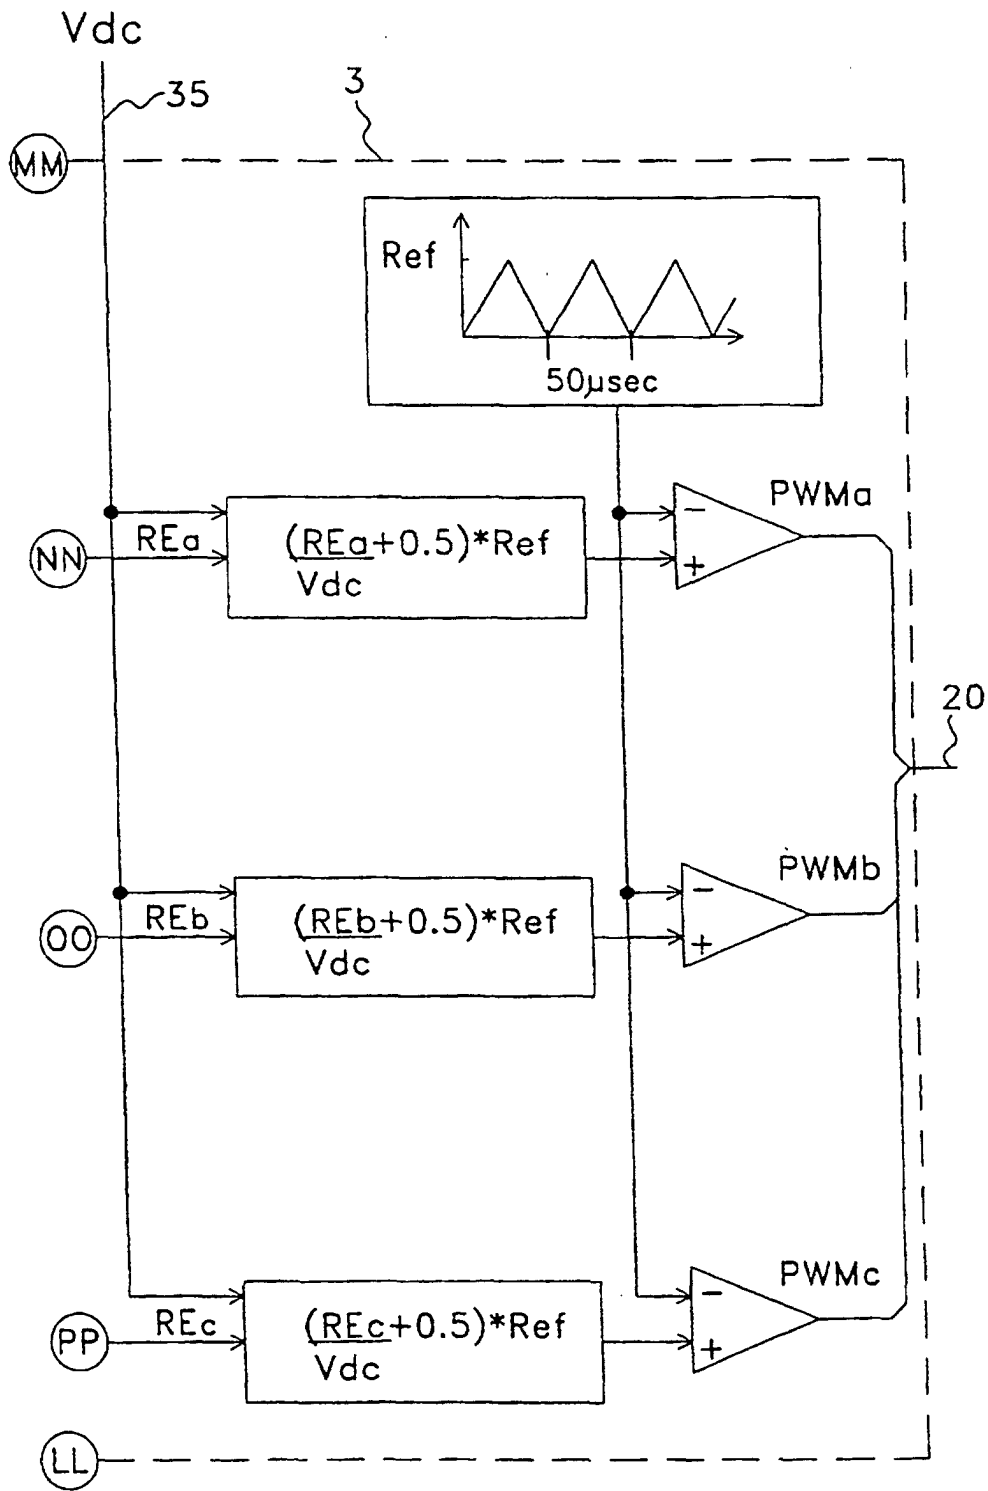 Vdc
35
3
MM
Ref
50µsec
PWMa
−
REa
(REa+0.5)*Ref
Vdc
NN
+
20
PWMb
−
REb
(REb+0.5)*Ref
Vdc
OO
+
PWMc
−
REc
(REc+0.5)*Ref
Vdc
PP
+
LL